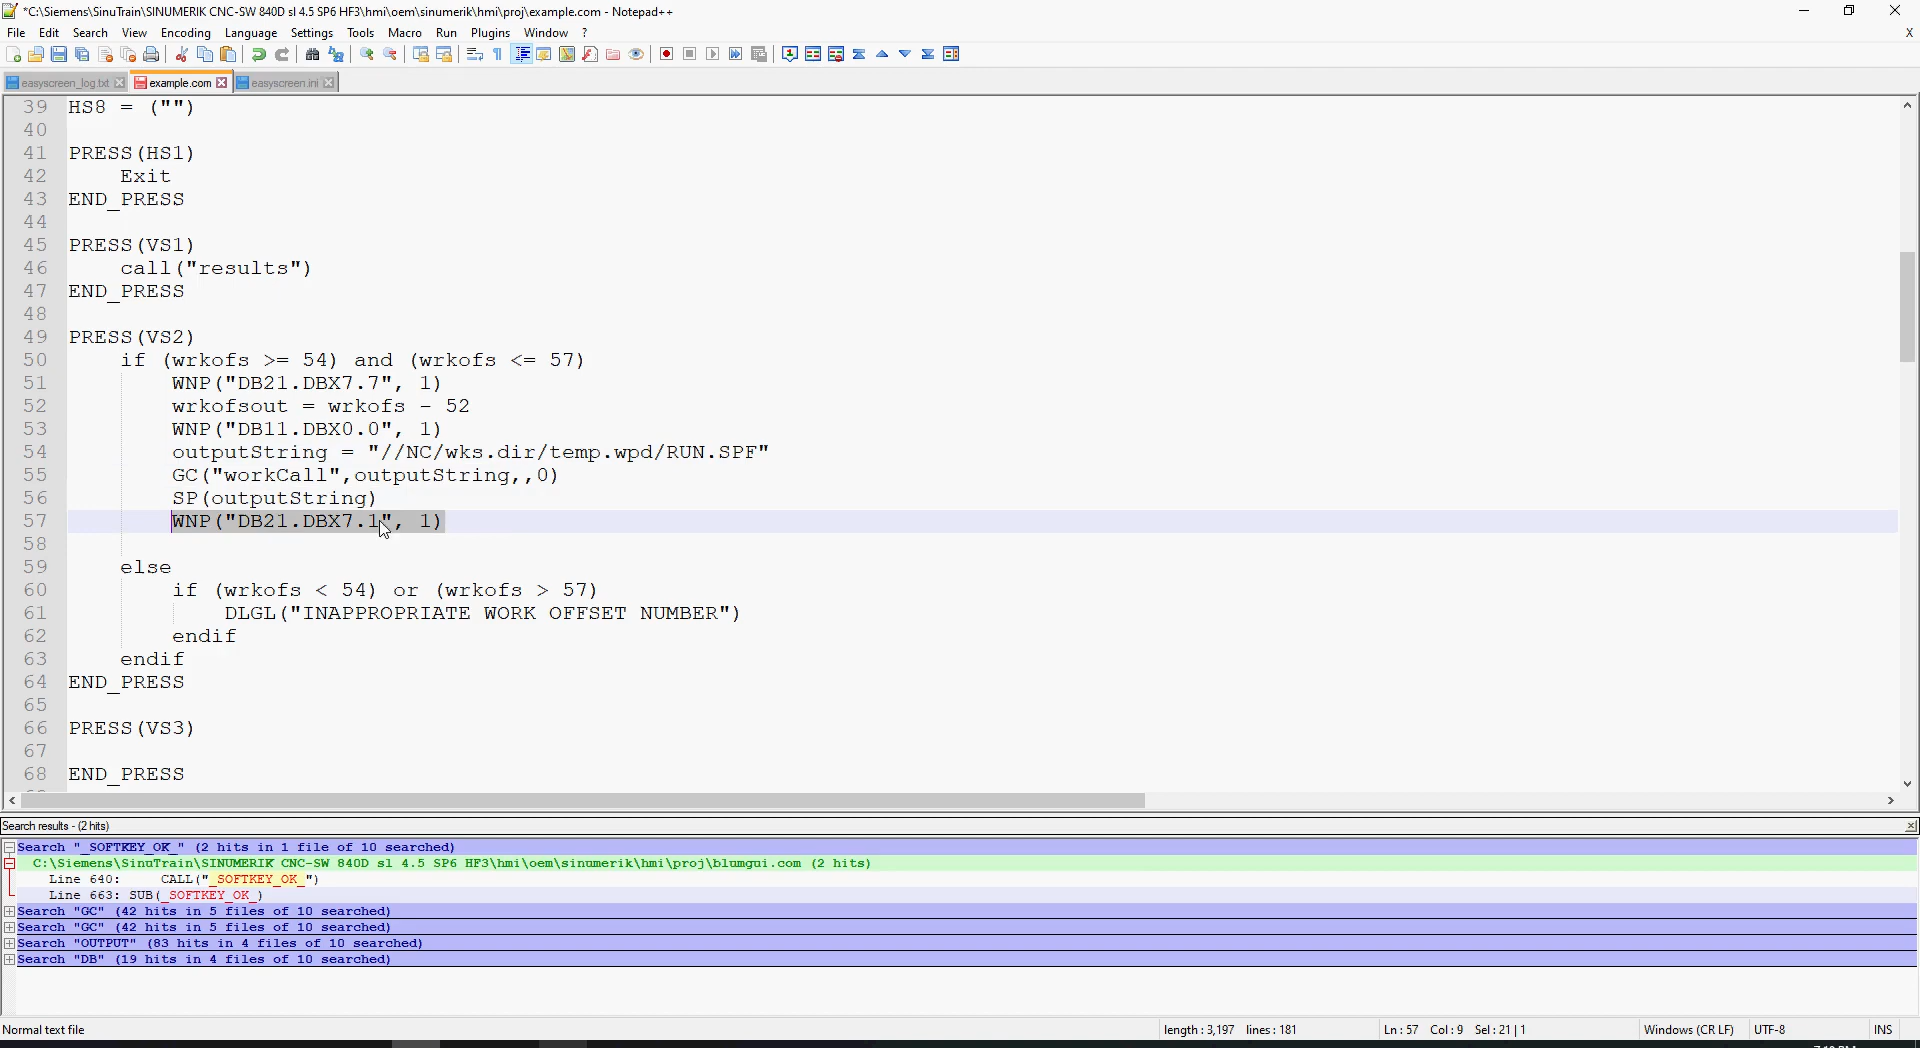 *C:\Siemens\SinuTrain\SINUMERIK CNC-SW 840D sl 4.5 SP6 HF3\hmi\oem\sinumerik\hmi\proj\example.com - Notepad++
File Edit Search View Encoding Language Settings Tools Macro Run Plugins Window ? X
easyscreen_log.txt example.com easyscreen.ini
39 HS8 = ("")
40
41 PRESS(HS1)
42 Exit
43 END_PRESS
44
45 PRESS(VS1)
46 call("results")
47 END_PRESS
48
49 PRESS(VS2)
50 if (wrkofs >= 54) and (wrkofs <= 57)
51 WNP("DB21.DBX7.7", 1)
52 wrkofsout = wrkofs - 52
53 WNP("DB11.DBX0.0", 1)
54 outputString = "//NC/wks.dir/temp.wpd/RUN.SPF"
55 GC("workCall",outputString,,0)
56 SP(outputString)
57 WNP("DB21.DBX7.1", 1)
58
59 else
60 if (wrkofs < 54) or (wrkofs > 57)
61 DLGL("INAPPROPRIATE WORK OFFSET NUMBER")
62 endif
63 endif
64 END_PRESS
65
66 PRESS(VS3)
67
68 END_PRESS
Search results - (2 hits)
Search "_SOFTKEY_OK_" (2 hits in 1 file of 10 searched)
C:\Siemens\SinuTrain\SINUMERIK CNC-SW 840D sl 4.5 SP6 HF3\hmi\oem\sinumerik\hmi\proj\blumgui.com (2 hits)
Line 640: CALL("_SOFTKEY_OK_")
Line 663: SUB(_SOFTKEY_OK_)
Search "GC" (42 hits in 5 files of 10 searched)
Search "GC" (42 hits in 5 files of 10 searched)
Search "OUTPUT" (83 hits in 4 files of 10 searched)
Search "DB" (19 hits in 4 files of 10 searched)
Normal text file length : 3,197 lines : 181 Ln : 57 Col : 9 Sel : 21 | 1 Windows (CR LF) UTF-8 INS